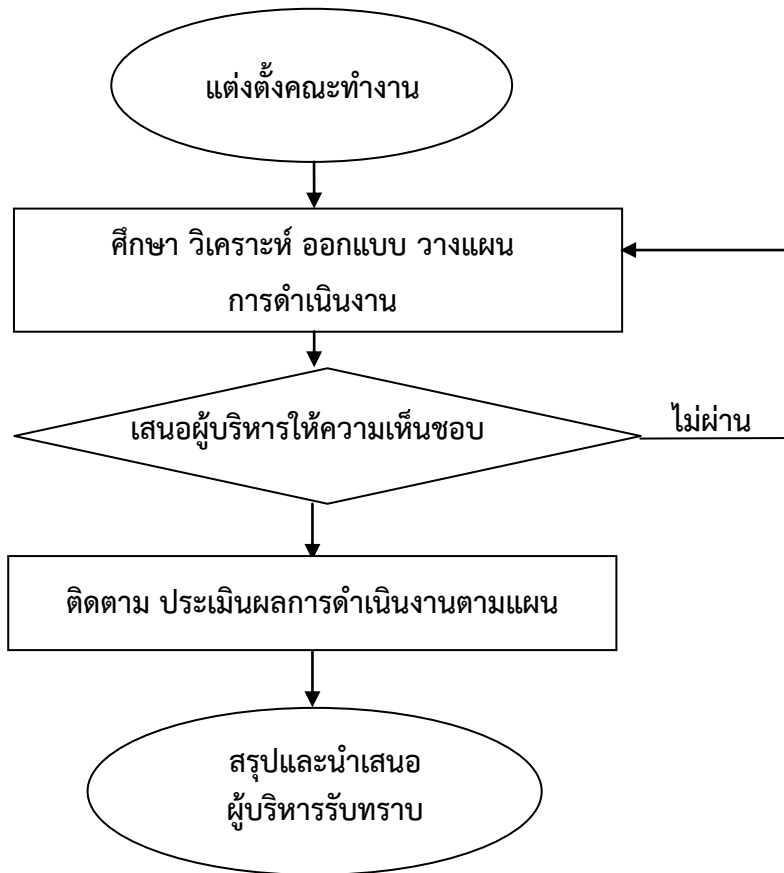 แต่งตั้งคณะทำงาน
ศึกษา วิเคราะห์ ออกแบบ วางแผน
การดำเนินงาน
เสนอผู้บริหารให้ความเห็นชอบ
ไม่ผ่าน
ติดตาม ประเมินผลการดำเนินงานตามแผน
สรุปและนำเสนอ
ผู้บริหารรับทราบ